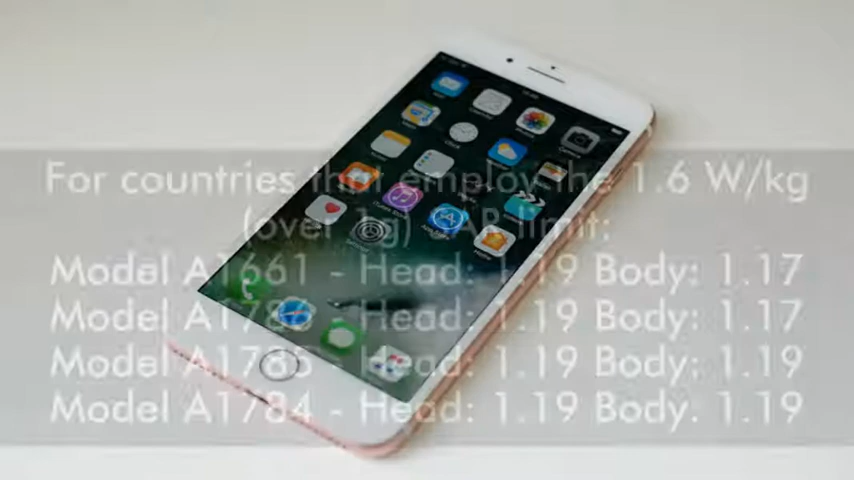 For countries that employ the 1.6 W/kg
(over 1g) SAR limit:
Model A1661 - Head: 1.19 Body: 1.17
Model - Head: 1.19 Body: 1.17
Model A1785 - Head: 1.19 Body: 1.19
Model A1784 - Head: 1.19 Body: 1.19